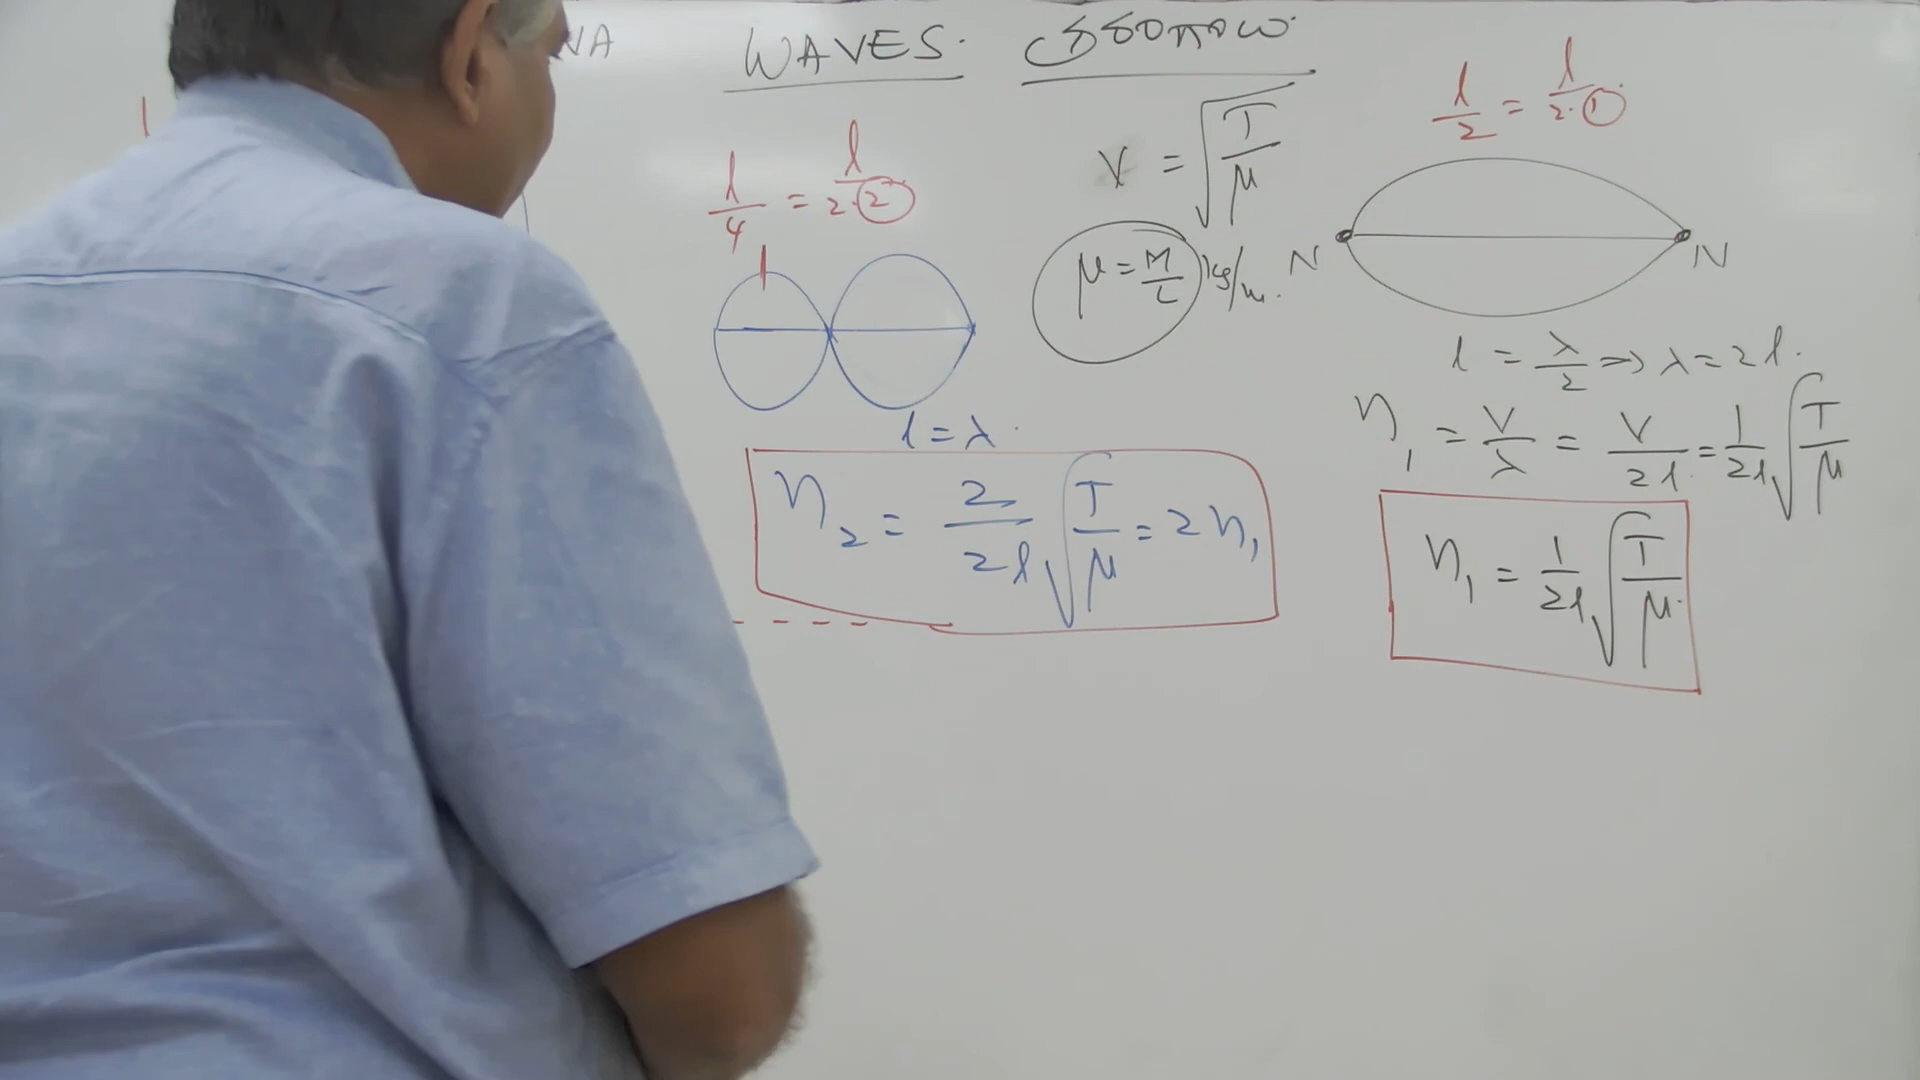 NA WAVES.
l/4 = l/2·2
l = λ.
n₂ = 2/2l √(T/μ) = 2n₁
V = √(T/μ)
μ = M/L kg/m.
l/2 = l/2·1
N N
l = λ/2 ⇒ λ = 2l.
n₁ = V/λ = V/2l = 1/2l √(T/μ)
n₁ = 1/2l √(T/μ)